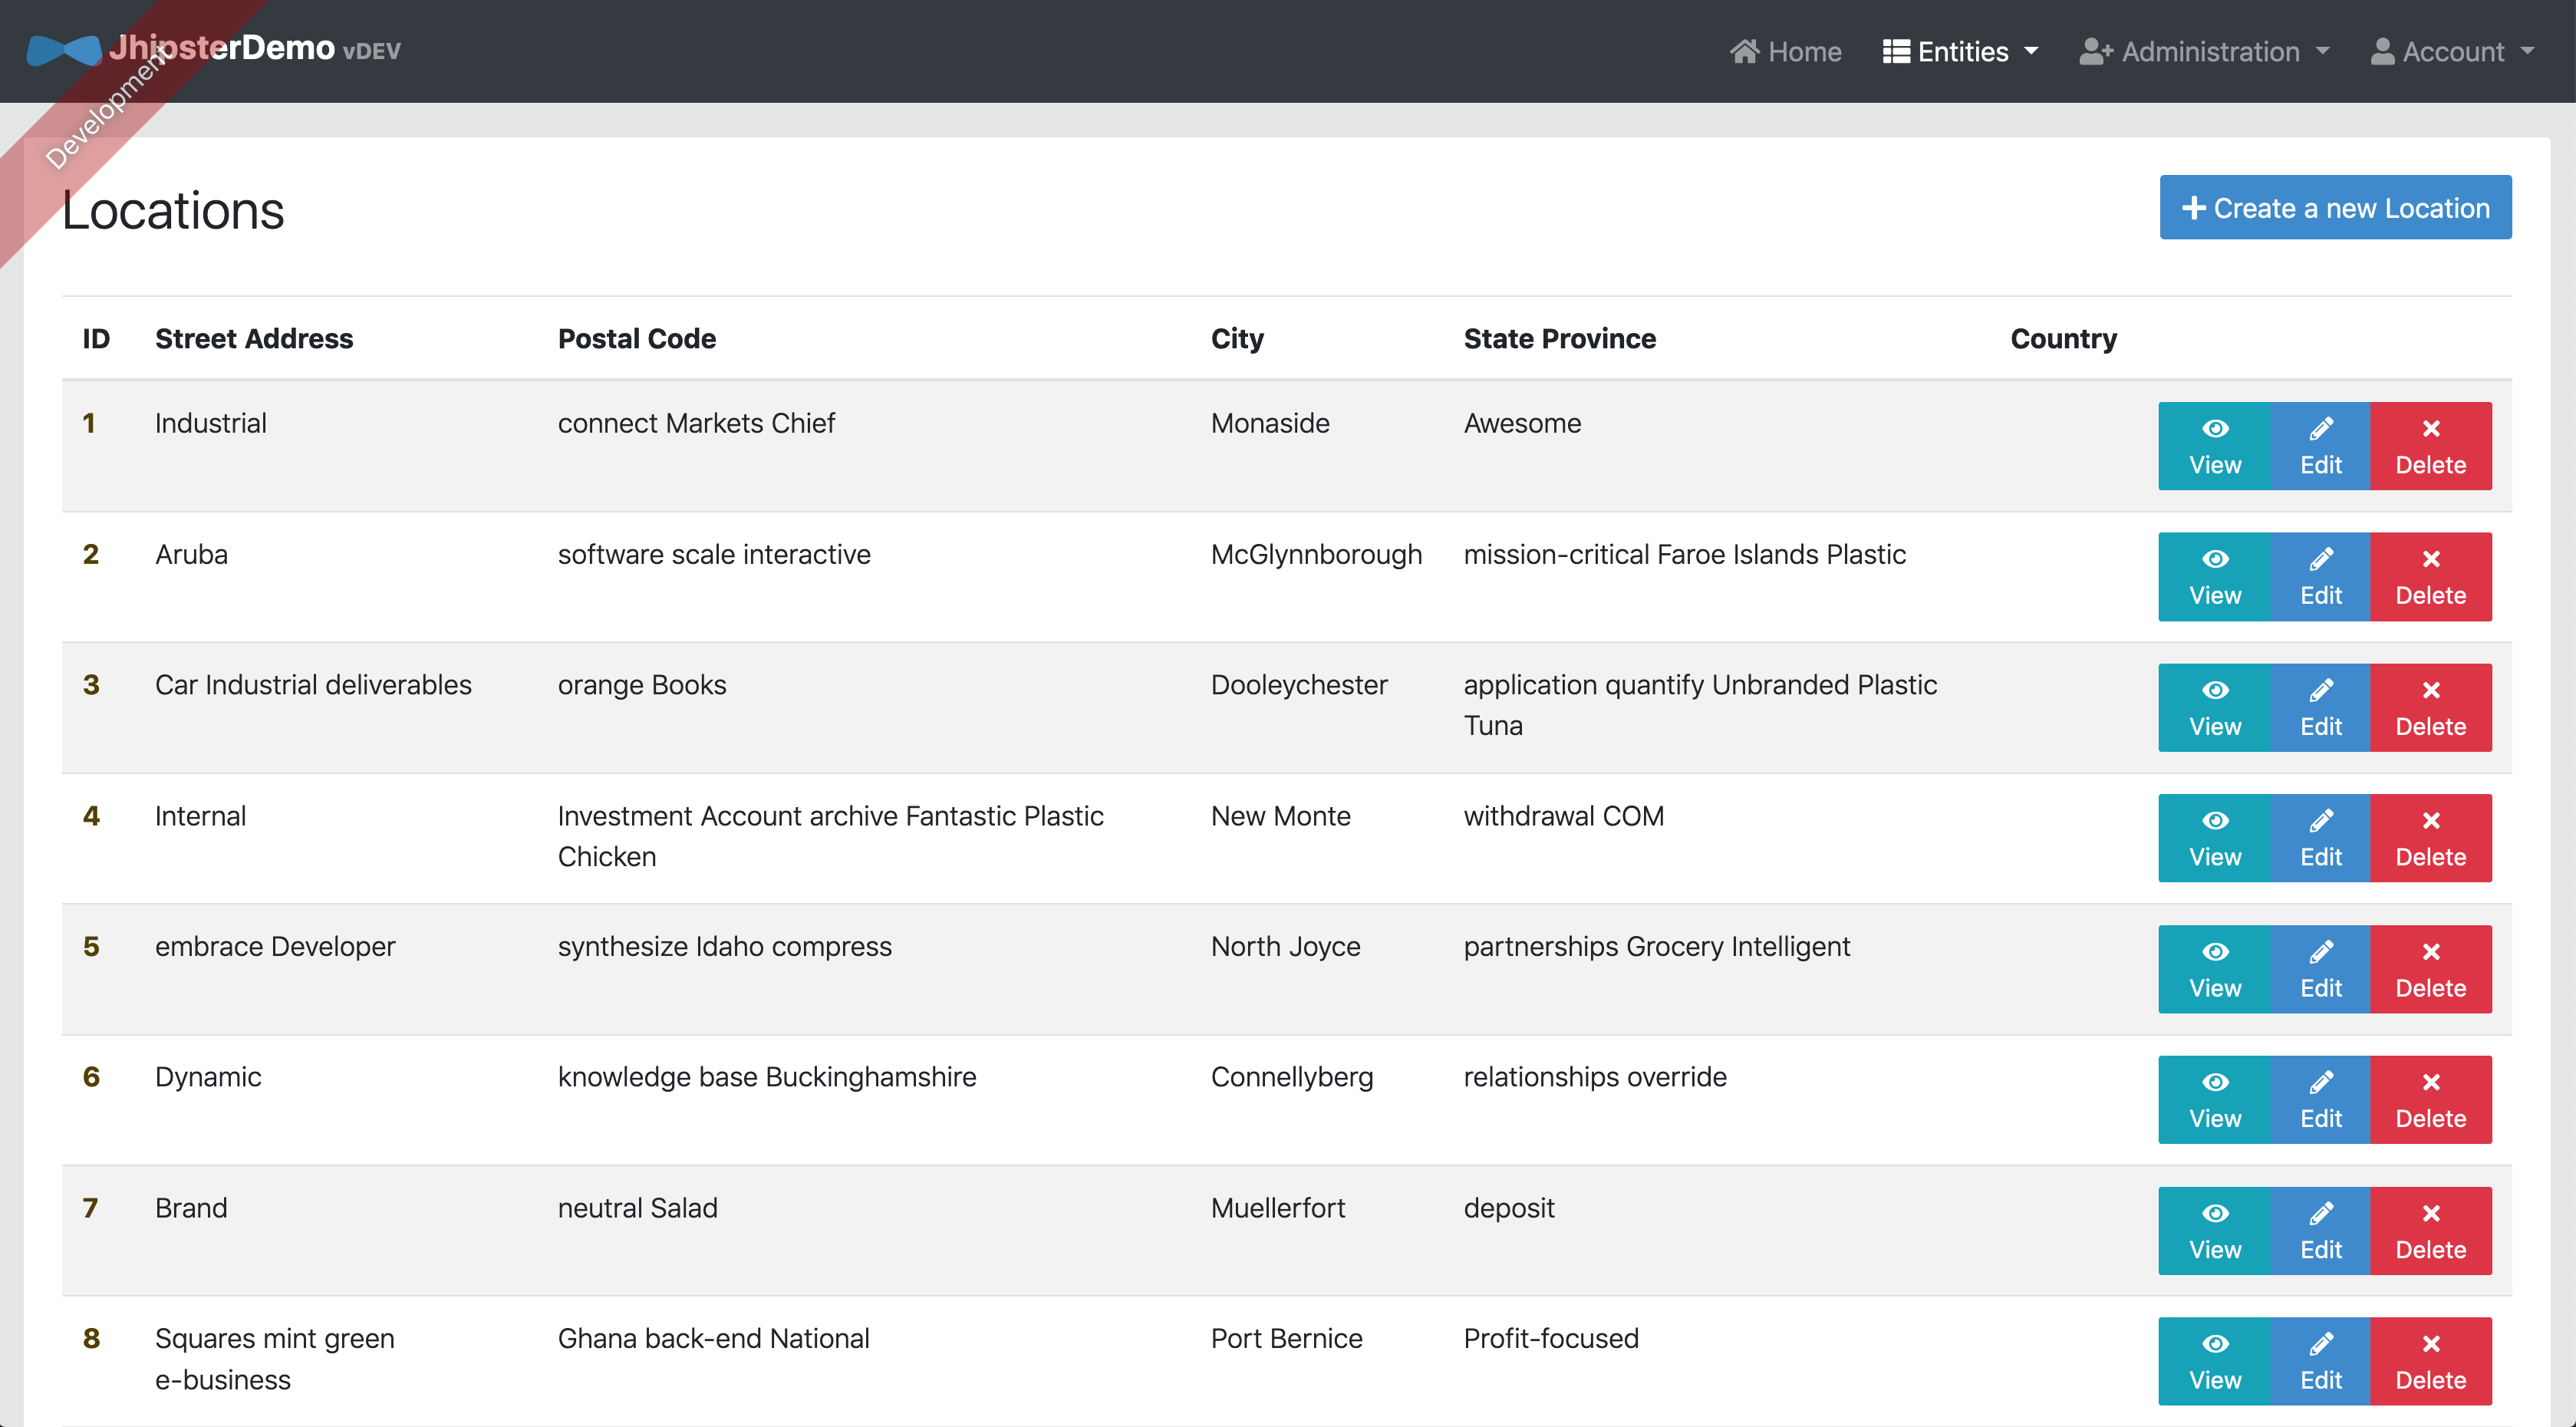 JhipsterDemo vDEV
Home Entities Administration Account
Development
Locations
Create a new Location
ID Street Address Postal Code City State Province Country
1 Industrial connect Markets Chief Monaside Awesome
View Edit Delete
2 Aruba software scale interactive McGlynnborough mission-critical Faroe Islands Plastic
View Edit Delete
3 Car Industrial deliverables orange Books Dooleychester application quantify Unbranded Plastic
Tuna
View Edit Delete
4 Internal Investment Account archive Fantastic Plastic New Monte withdrawal COM
Chicken
View Edit Delete
5 embrace Developer synthesize Idaho compress North Joyce partnerships Grocery Intelligent
View Edit Delete
6 Dynamic knowledge base Buckinghamshire Connellyberg relationships override
View Edit Delete
7 Brand neutral Salad Muellerfort deposit
View Edit Delete
8 Squares mint green Ghana back-end National Port Bernice Profit-focused
e-business
View Edit Delete